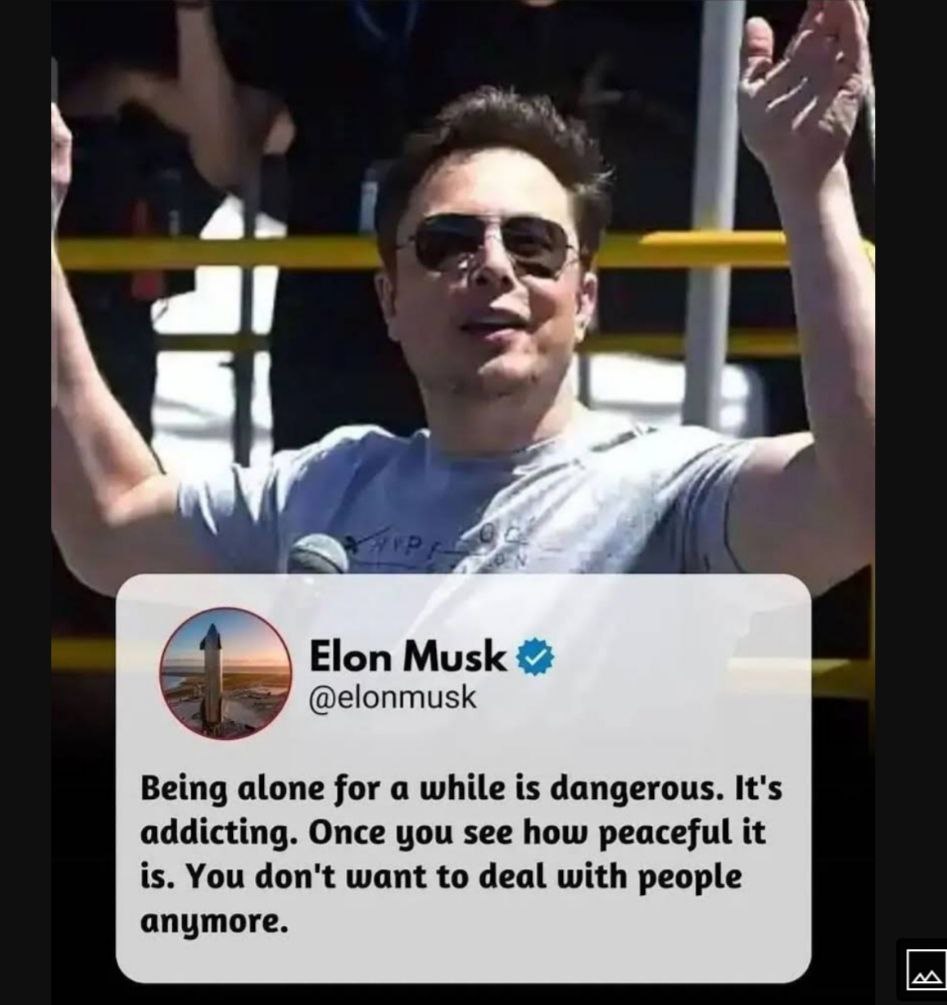 Elon Musk
@elonmusk
Being alone for a while is dangerous. It's
addicting. Once you see how peaceful it
is. You don't want to deal with people
anymore.